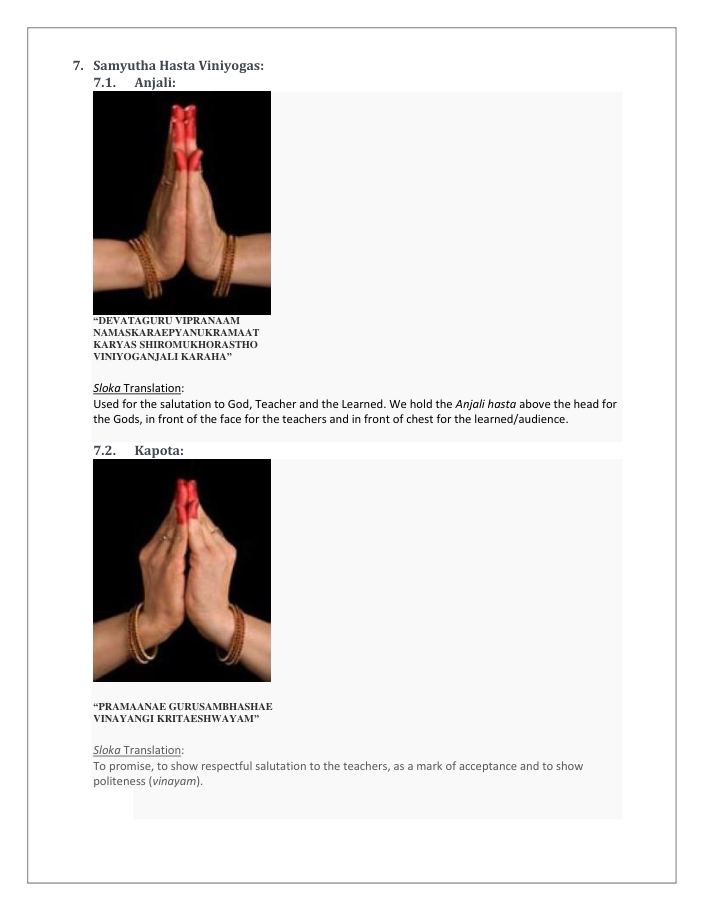 7. Samyutha Hasta Viniyogas:
7.1. Anjali:
“DEVATAGURU VIPRANAAM
NAMASKARAEPYANUKRAMAAT
KARYAS SHIROMUKHORASTHO
VINIYOGANJALI KARAHA”
Sloka Translation:
Used for the salutation to God, Teacher and the Learned. We hold the Anjali hasta above the head for
the Gods, in front of the face for the teachers and in front of chest for the learned/audience.
7.2. Kapota:
“PRAMAANAE GURUSAMBHASHAE
VINAYANGI KRITAESHWAYAM”
Sloka Translation:
To promise, to show respectful salutation to the teachers, as a mark of acceptance and to show
politeness (vinayam).